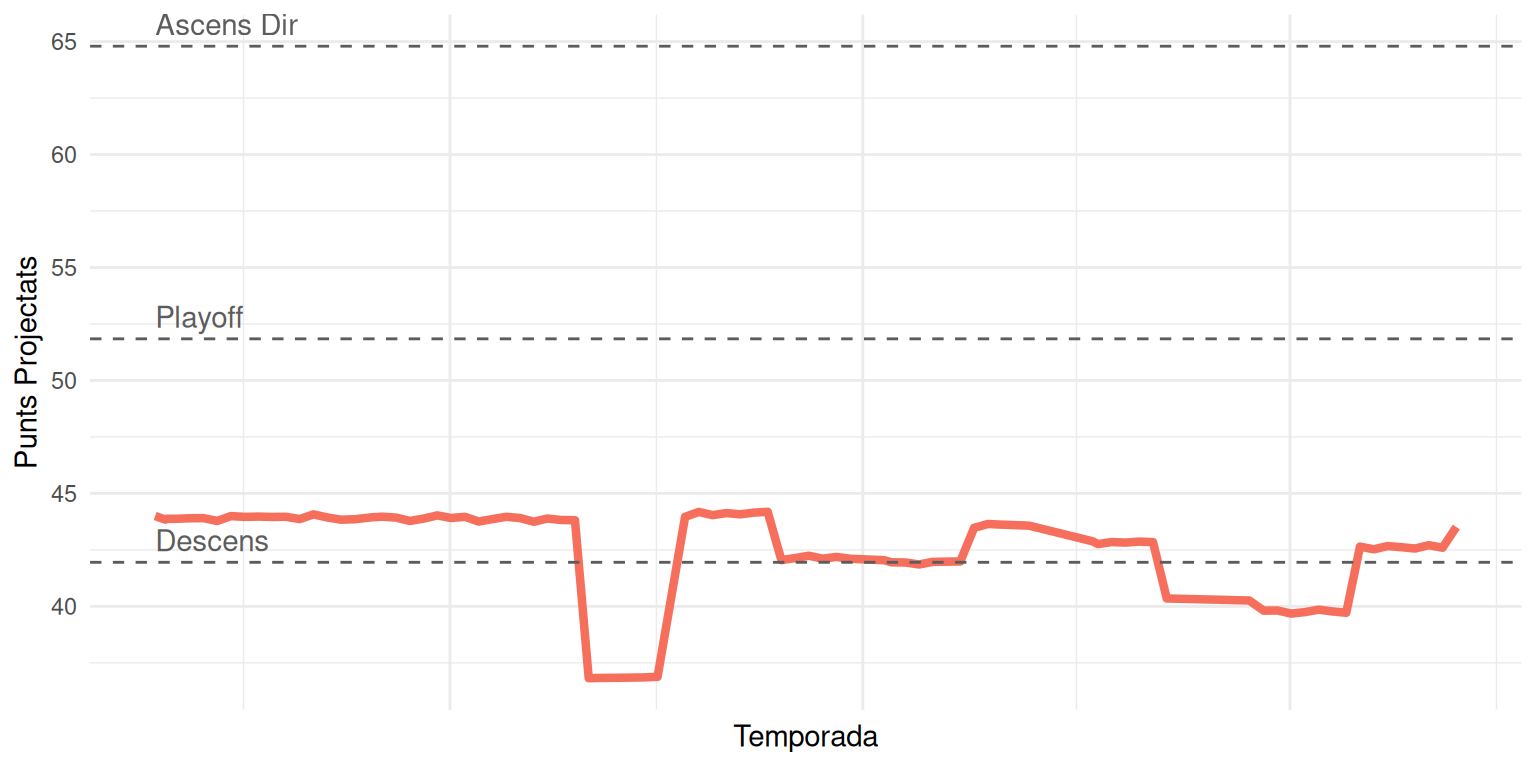 Ascens Dir
65
60
55
Playoff
50
45
Descens
40
Punts Projectats
Temporada